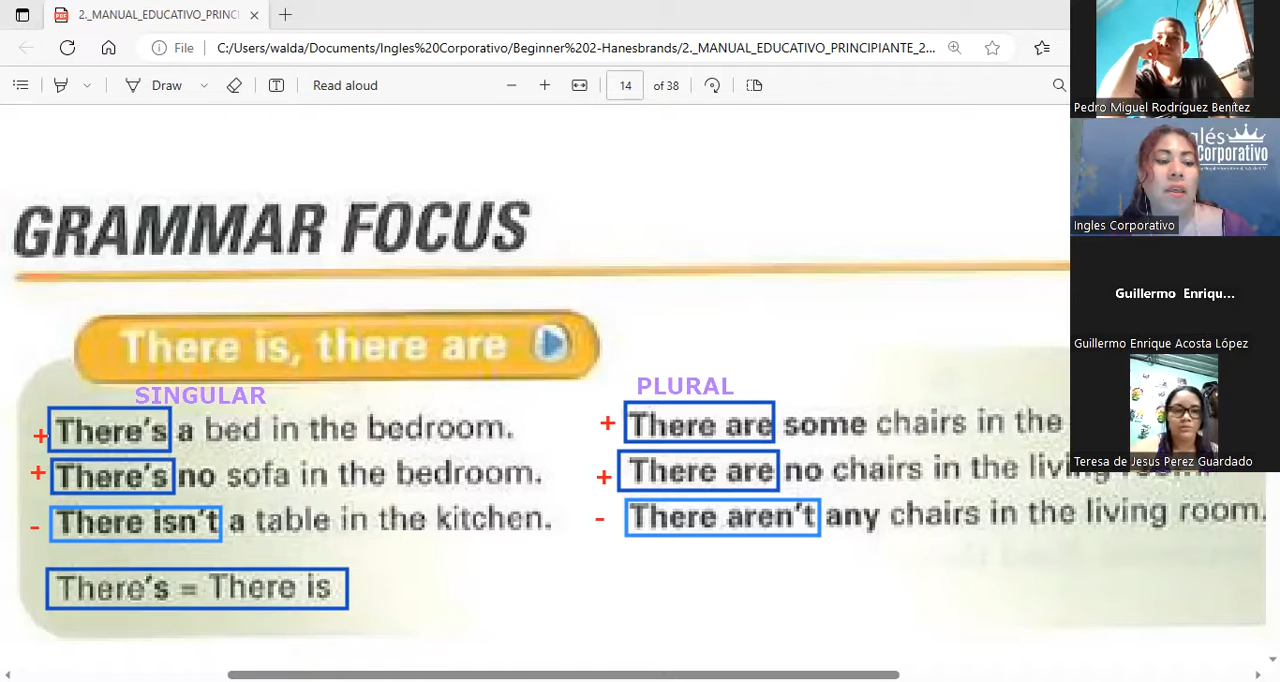 2._MANUAL_EDUCATIVO_PRINCI
File
C:/Users/walda/Documents/Ingles%20Corporativo/Beginner%202-Hanesbrands/2._MANUAL_EDUCATIVO_PRINCIPIANTE_2...
Draw
Read aloud
14 of 38
GRAMMAR FOCUS
There is, there are
SINGULAR
PLURAL
+ There's a bed in the bedroom.
+ There are some chairs in the
+ There's no sofa in the bedroom.
+ There are no chairs in the living room.
- There isn't a table in the kitchen.
- There aren't any chairs in the living room.
There's = There is
Pedro Miguel Rodríguez Benítez
Inglés
Corporativo
Ingles Corporativo
Guillermo Enriqu...
Guillermo Enrique Acosta López
Teresa de Jesus Perez Guardado